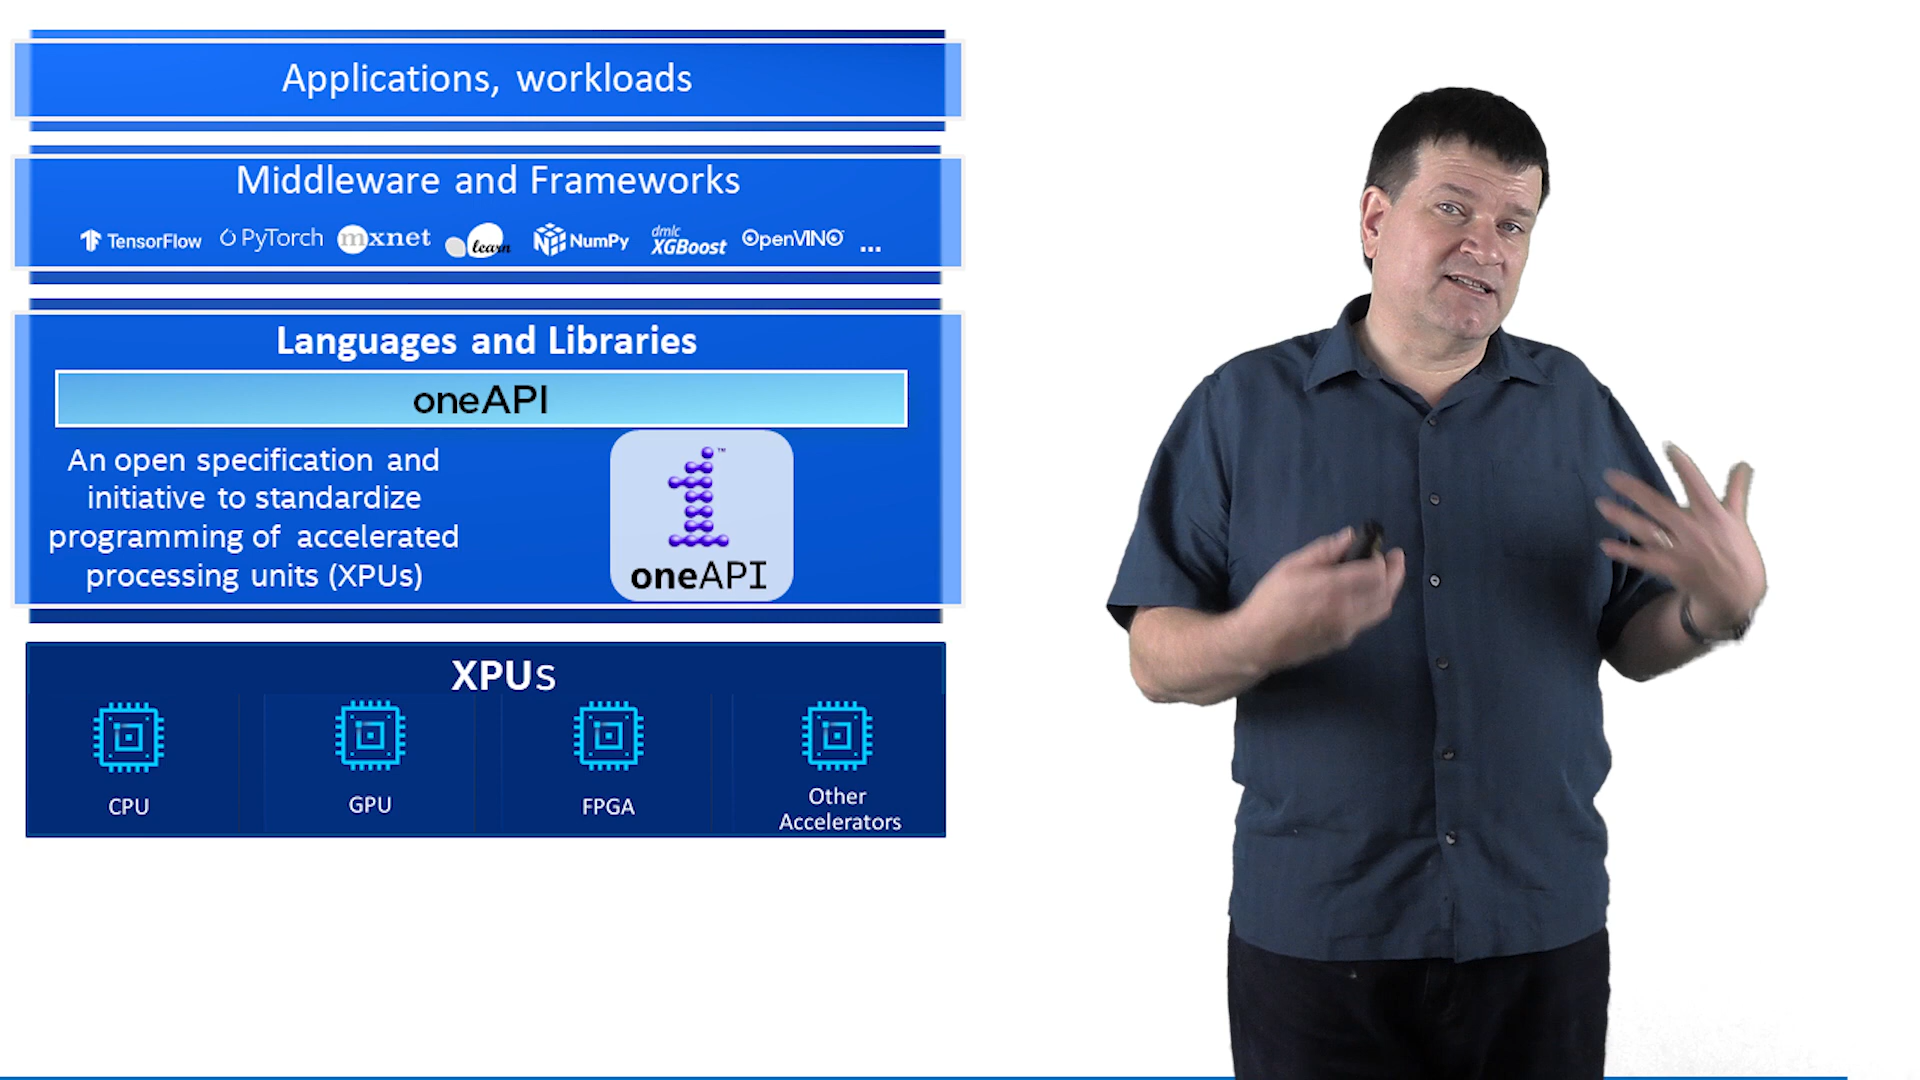 Applications, workloads
Middleware and Frameworks
TensorFlow PyTorch mxnet learn NumPy dmlc XGBoost OpenVINO ...
Languages and Libraries
oneAPI
An open specification and
initiative to standardize
programming of accelerated
processing units (XPUs)
1™
oneAPI
XPUs
CPU
GPU
FPGA
Other
Accelerators